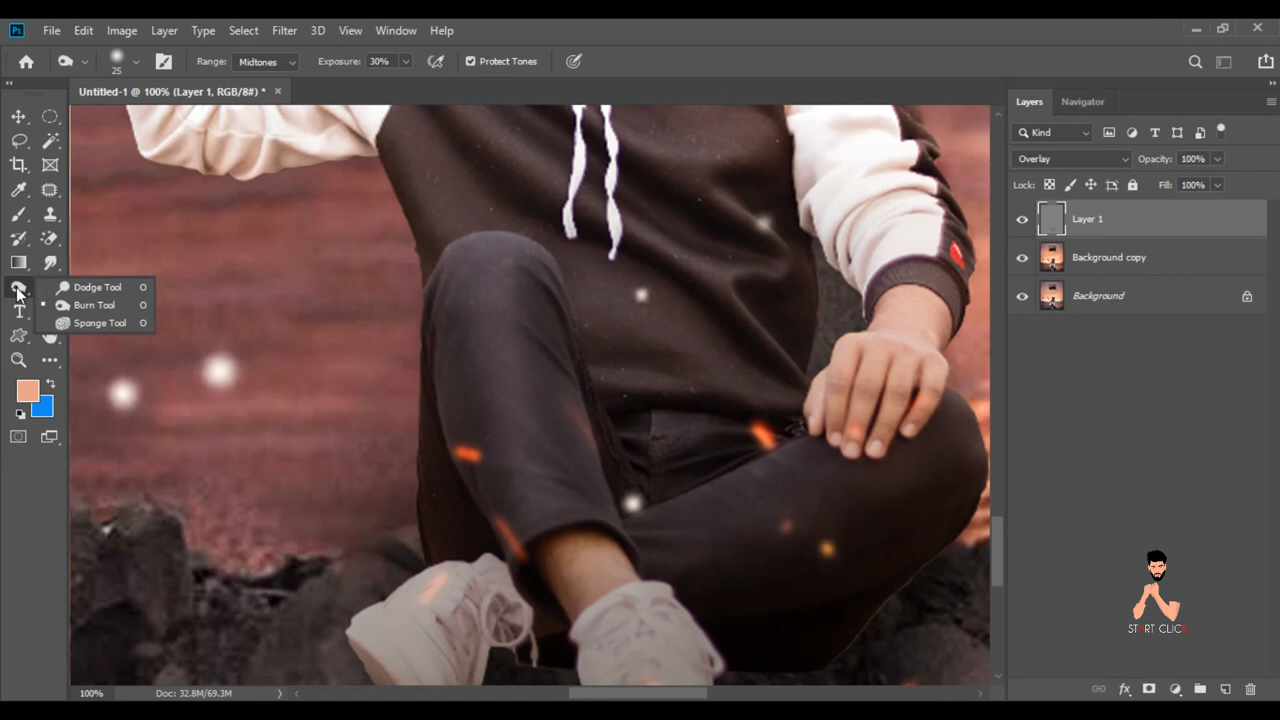 Ps File Edit Image Layer Type Select Filter 3D View Window Help
25 Range: Midtones Exposure: 30% Protect Tones
Untitled-1 @ 100% (Layer 1, RGB/8#) *
Layers Navigator
Kind
Overlay Opacity: 100%
Lock: Fill: 100%
Layer 1
Background copy
Background
Dodge Tool O
Burn Tool O
Sponge Tool O
START CLICK
100% Doc: 32.8M/69.3M